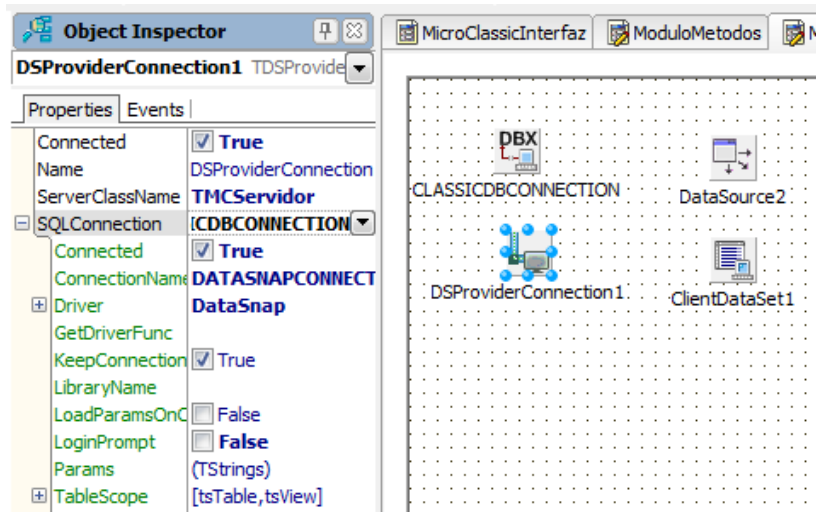 Object Inspector
DSProviderConnection1 TDSProvide
Properties Events
Connected True
Name DSProviderConnection
ServerClassName TMCServidor
SQLConnection CDBCONNECTION
Connected True
ConnectionName DATASNAPCONNECT
Driver DataSnap
GetDriverFunc
KeepConnection True
LibraryName
LoadParamsOnC False
LoginPrompt False
Params (TStrings)
TableScope [tsTable,tsView]
MicroClassicInterfaz ModuloMetodos M
DBX
CLASSICDBCONNECTION
DataSource2
DSProviderConnection1
ClientDataSet1